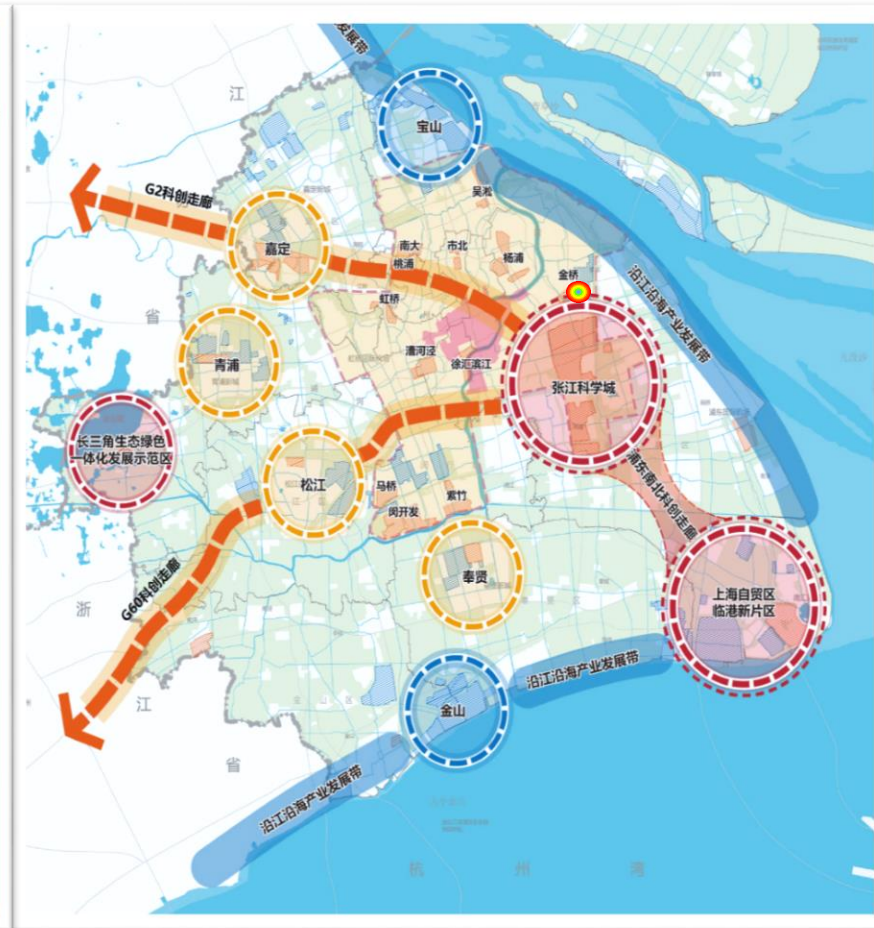 发展带
江
宝山
吴淞
G2科创走廊
嘉定
南大
市北
杨浦
桃浦
金桥
省
虹桥
沿江沿海产业发展带
漕河泾
徐汇滨江
青浦
张江科学城
长三角生态绿色
一体化发展示范区
松江
马桥
紫竹
闵开发
浦东南北科创走廊
奉贤
上海自贸区
临港新片区
G60科创走廊
浙
江
省
金山
沿江沿海产业发展带
沿江沿海产业发展带
杭州湾